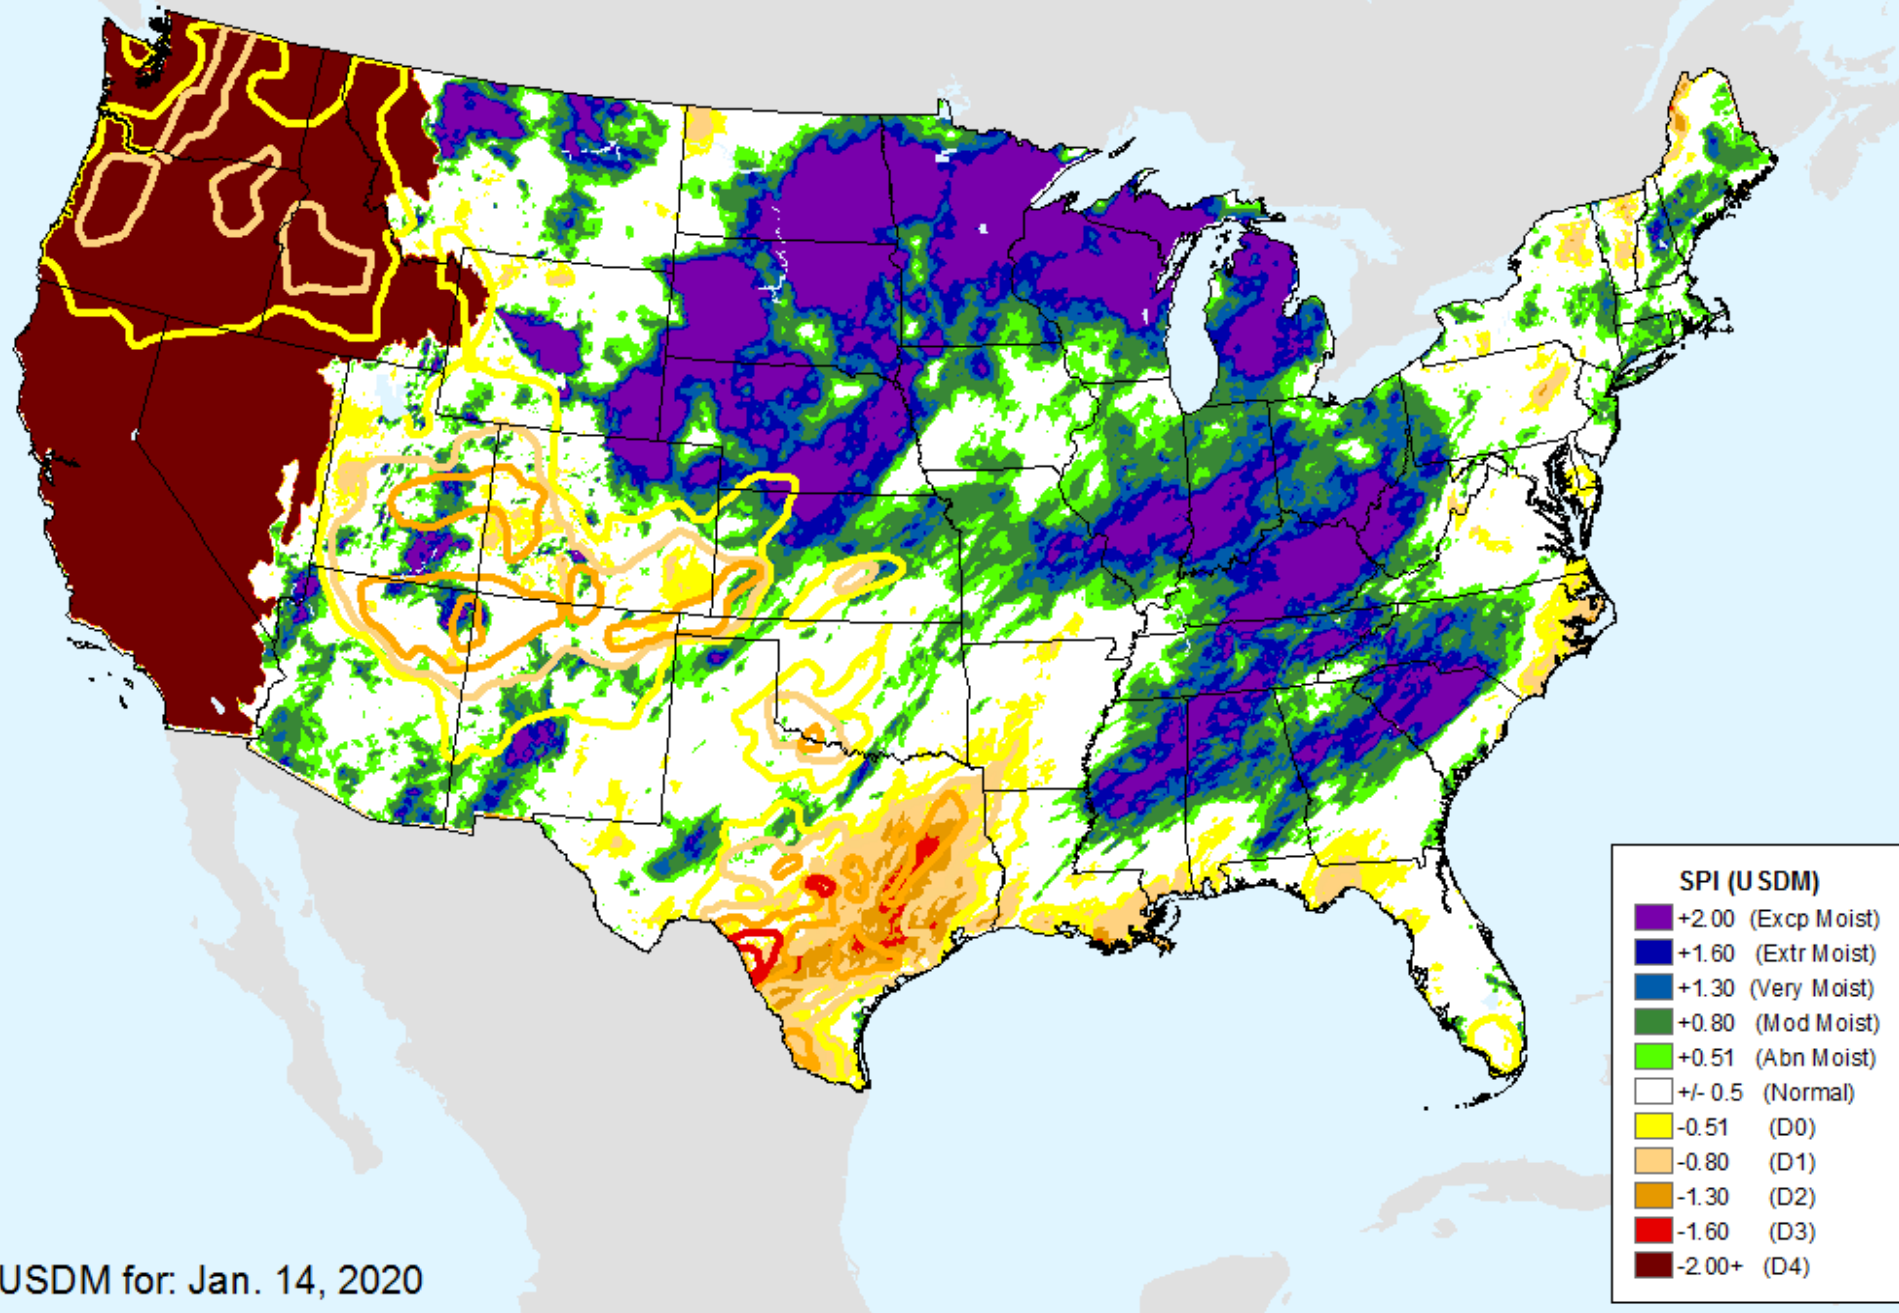 SPI (USDM)
+2.00 (Excp Moist)
+1.60 (Extr Moist)
+1.30 (Very Moist)
+0.80 (Mod Moist)
+0.51 (Abn Moist)
+/- 0.5 (Normal)
-0.51 (D0)
-0.80 (D1)
-1.30 (D2)
-1.60 (D3)
-2.00+ (D4)
USDM for: Jan. 14, 2020